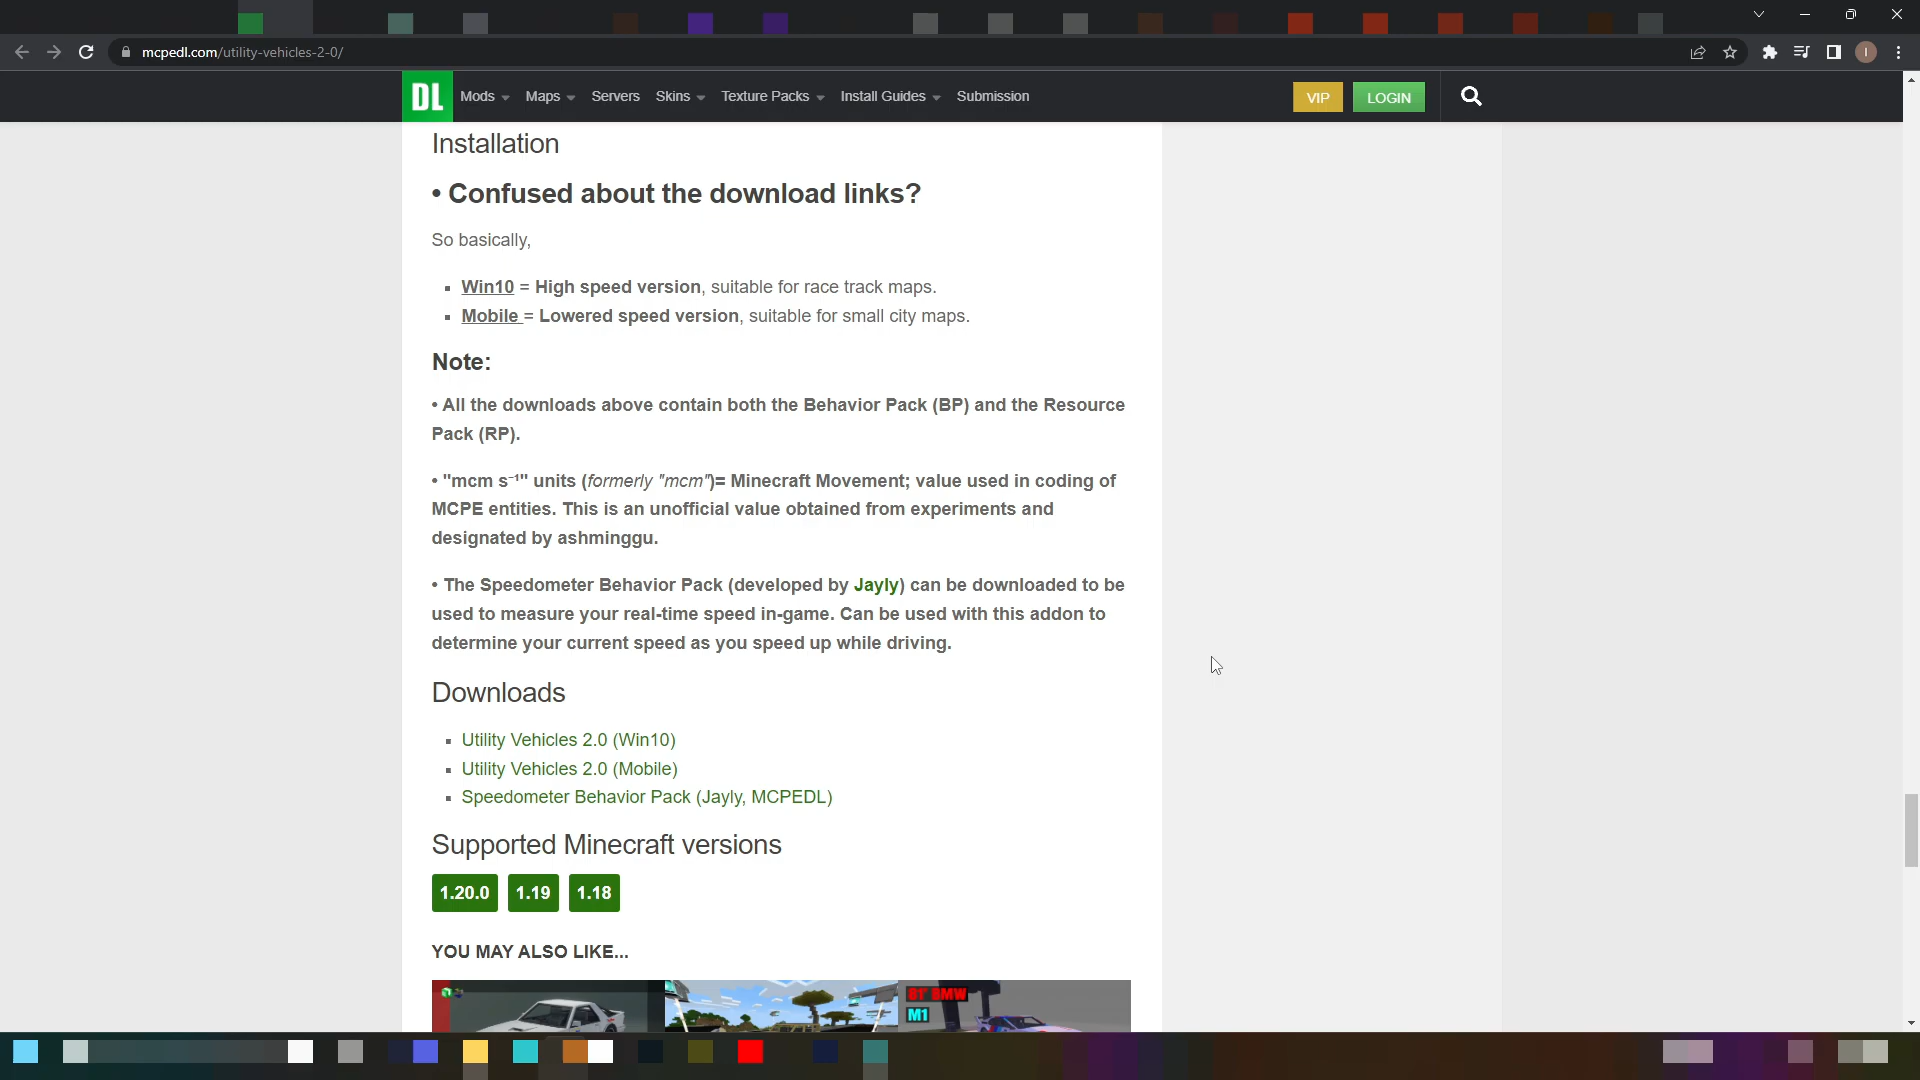 mcpedl.com/utility-vehicles-2-0/
I
DL
Mods
Maps
Servers
Skins
Texture Packs
Install Guides
Submission
VIP
LOGIN
Installation
• Confused about the download links?
So basically,
▪ Win10 = High speed version, suitable for race track maps.
▪ Mobile = Lowered speed version, suitable for small city maps.
Note:
• All the downloads above contain both the Behavior Pack (BP) and the Resource
Pack (RP).
• "mcm s⁻¹" units (formerly "mcm")= Minecraft Movement; value used in coding of
MCPE entities. This is an unofficial value obtained from experiments and
designated by ashminggu.
• The Speedometer Behavior Pack (developed by Jayly) can be downloaded to be
used to measure your real-time speed in-game. Can be used with this addon to
determine your current speed as you speed up while driving.
Downloads
▪ Utility Vehicles 2.0 (Win10)
▪ Utility Vehicles 2.0 (Mobile)
▪ Speedometer Behavior Pack (Jayly, MCPEDL)
Supported Minecraft versions
1.20.0 1.19 1.18
YOU MAY ALSO LIKE...
BMW
M1